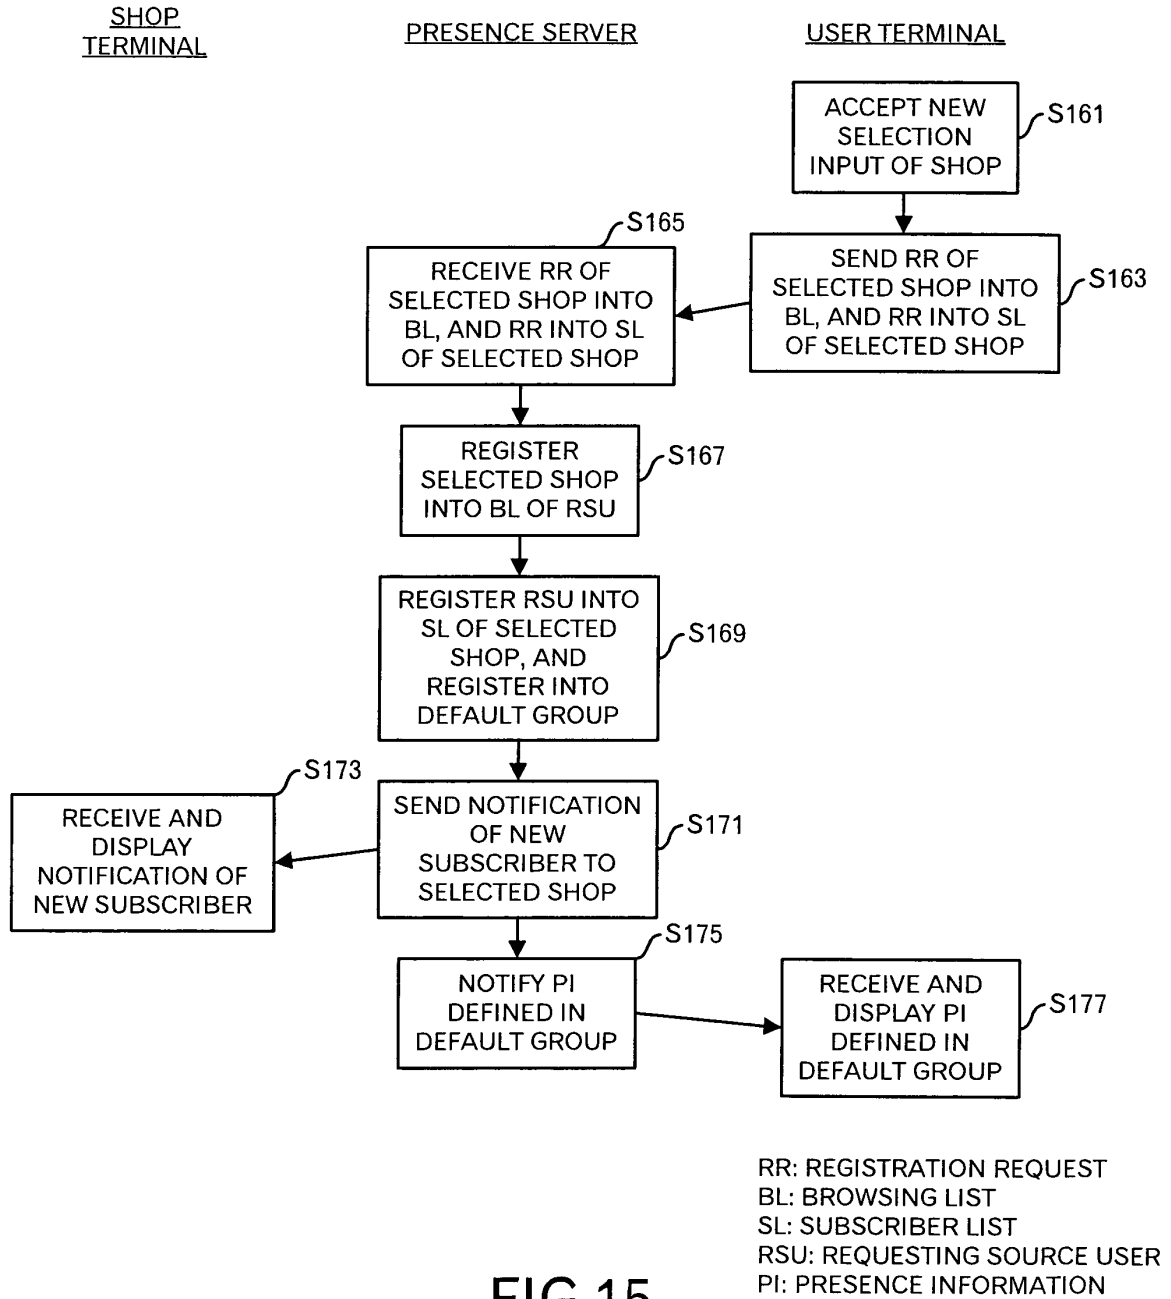 SHOP
TERMINAL
PRESENCE SERVER
USER TERMINAL
ACCEPT NEW
SELECTION
INPUT OF SHOP
S161
SEND RR OF
SELECTED SHOP INTO
BL, AND RR INTO SL
OF SELECTED SHOP
S163
S165
RECEIVE RR OF
SELECTED SHOP INTO
BL, AND RR INTO SL
OF SELECTED SHOP
REGISTER
SELECTED SHOP
INTO BL OF RSU
S167
REGISTER RSU INTO
SL OF SELECTED
SHOP, AND
REGISTER INTO
DEFAULT GROUP
S169
SEND NOTIFICATION
OF NEW
SUBSCRIBER TO
SELECTED SHOP
S171
S173
RECEIVE AND
DISPLAY
NOTIFICATION OF
NEW SUBSCRIBER
S175
NOTIFY PI
DEFINED IN
DEFAULT GROUP
RECEIVE AND
DISPLAY PI
DEFINED IN
DEFAULT GROUP
S177
RR: REGISTRATION REQUEST
BL: BROWSING LIST
SL: SUBSCRIBER LIST
RSU: REQUESTING SOURCE USER
PI: PRESENCE INFORMATION
FIG.15